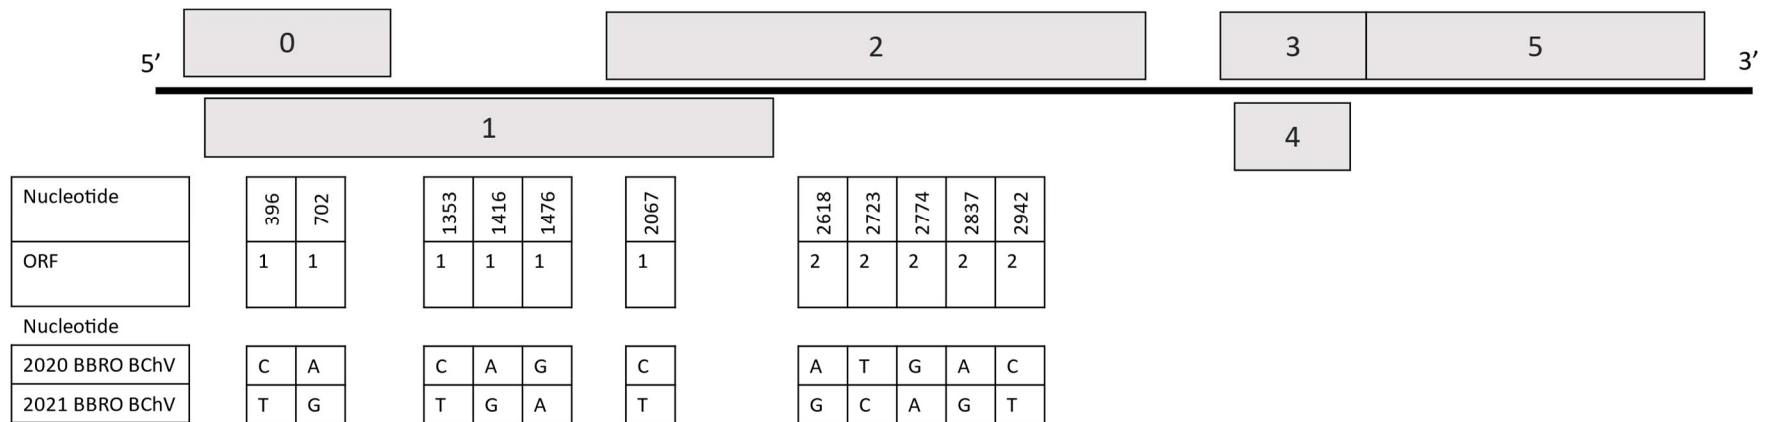 0 2 3 5
5’ 3’
1 4
Nucleotide 396 702 1353 1416 1476 2067 2618 2723 2774 2837 2942
ORF 1 1 1 1 1 1 2 2 2 2 2
Nucleotide
2020 BBRO BChV C A C A G C A T G A C
2021 BBRO BChV T G T G A T G C A G T